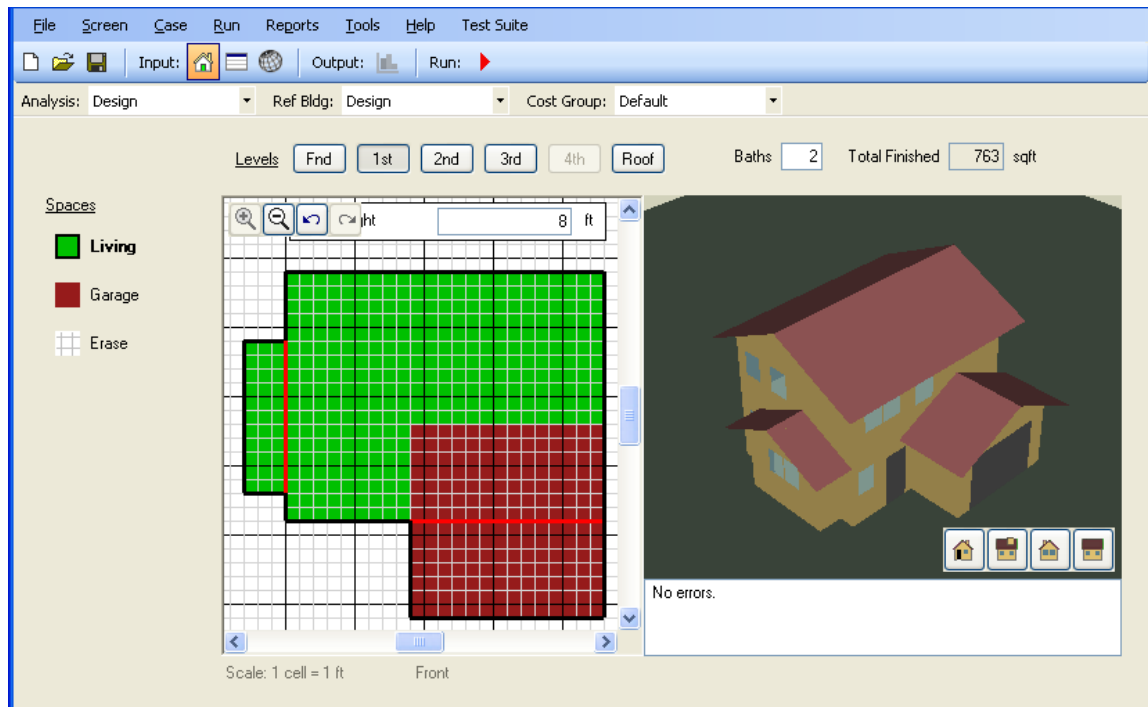 File Screen Case Run Reports Tools Help Test Suite
Input: Output: Run:
Analysis: Design Ref Bldg: Design Cost Group: Default
Levels Fnd 1st 2nd 3rd 4th Roof Baths 2 Total Finished 763 sqft
Spaces
ght 8 ft
Living
Garage
Erase
No errors.
Scale: 1 cell = 1 ft Front